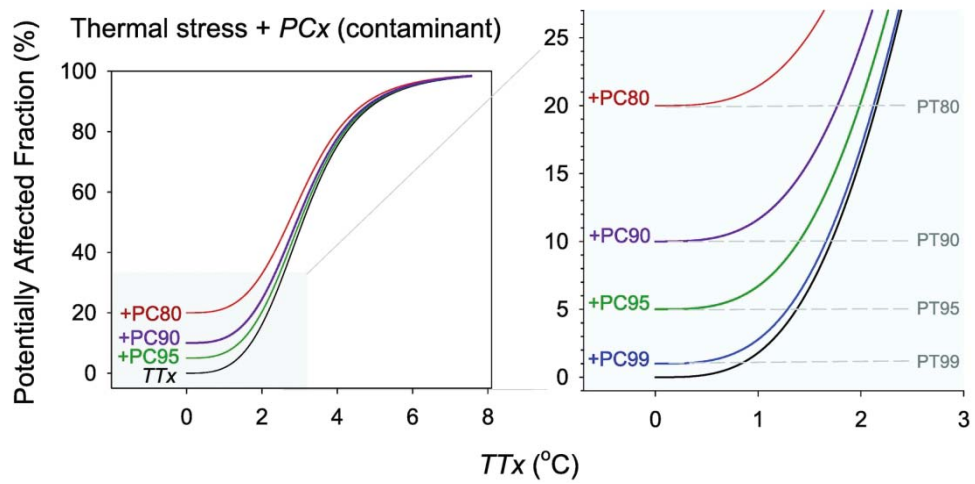 Thermal stress + PCx (contaminant)
Potentially Affected Fraction (%)
100
80
60
40
20
0
+PC80
+PC90
+PC95
TTx
0 2 4 6 8
25
20
15
10
5
0
+PC80
+PC90
+PC95
+PC99
PT80
PT90
PT95
PT99
0 1 2 3
TTx (°C)